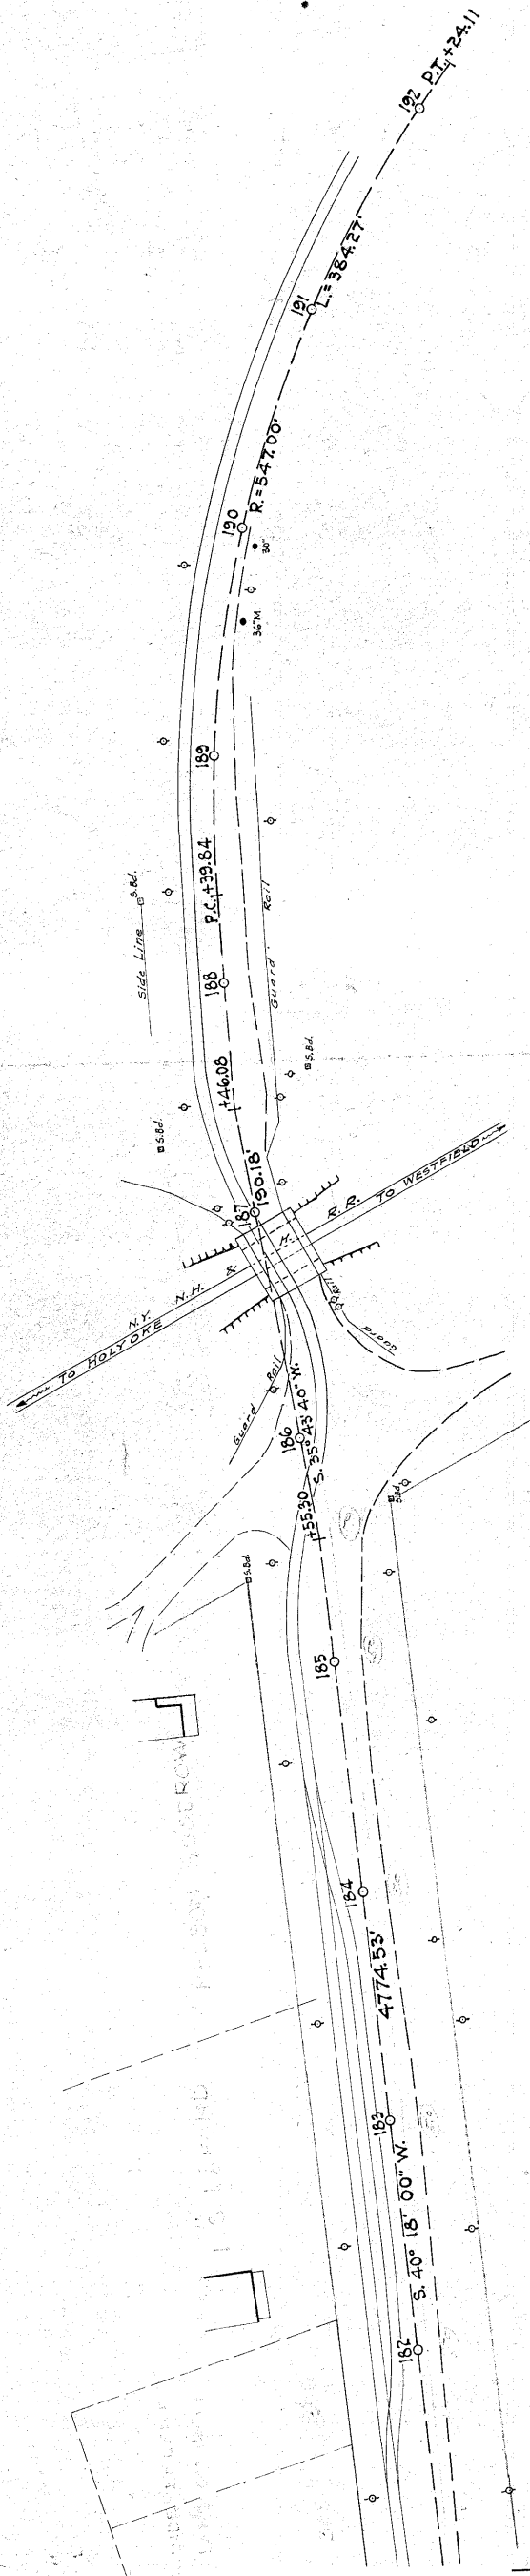 192 P.T. +24.11
191
L.=384.27'
R.=547.00'
190
30"
36"M.
189
P.C. +39.84
Side Line
S.Bd.
188
Guard Rail
+46.08
S.Bd.
S.Bd.
187
190.18'
N.Y. N.H. & H. R.R.
TO WESTFIELD
TO HOLYOKE
Guard Rail
Guard Rail
186
S. 35° 43' 40" W.
+55.30
S.Bd.
S.Bd.
185
184
4774.53'
183
S. 40° 18' 00" W.
182